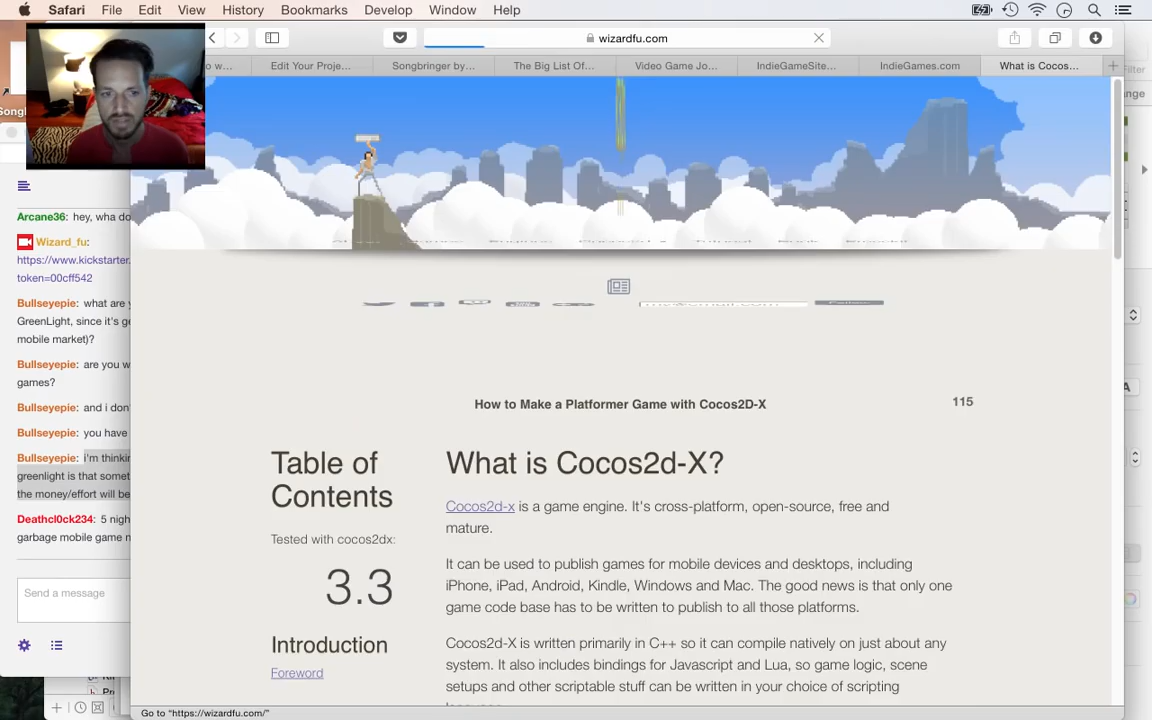 Safari File Edit View History Bookmarks Develop Window Help
wizardfu.com
o w... Edit Your Proje... Songbringer by... The Big List Of... Video Game Jo... IndieGameSite... IndieGames.com What is Cocos...
Filter
ange
Song
Arcane36: hey, wha do
Wizard_fu:
https://www.kickstarter.
token=00cff542
Bullseyepie: what are y
GreenLight, since it's ge
mobile market)?
Bullseyepie: are you w
games?
Bullseyepie: and i don'
Bullseyepie: you have
Bullseyepie: i'm thinkin
greenlight is that somet
the money/effort will be
Deathcl0ck234: 5 nigh
garbage mobile game n
Send a message
How to Make a Platformer Game with Cocos2D-X 115
Table of
Contents
Tested with cocos2dx:
3.3
Introduction
Foreword
What is Cocos2d-X?
Cocos2d-x is a game engine. It's cross-platform, open-source, free and
mature.
It can be used to publish games for mobile devices and desktops, including
iPhone, iPad, Android, Kindle, Windows and Mac. The good news is that only one
game code base has to be written to publish to all those platforms.
Cocos2d-X is written primarily in C++ so it can compile natively on just about any
system. It also includes bindings for Javascript and Lua, so game logic, scene
setups and other scriptable stuff can be written in your choice of scripting
A
Go to "https://wizardfu.com/"